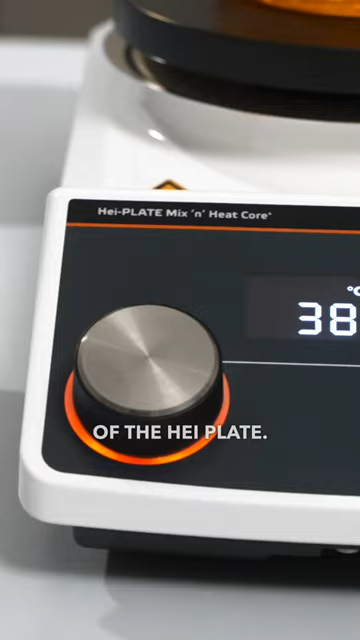 Hei-PLATE Mix 'n' Heat Core+
°C
38
OF THE HEI PLATE.